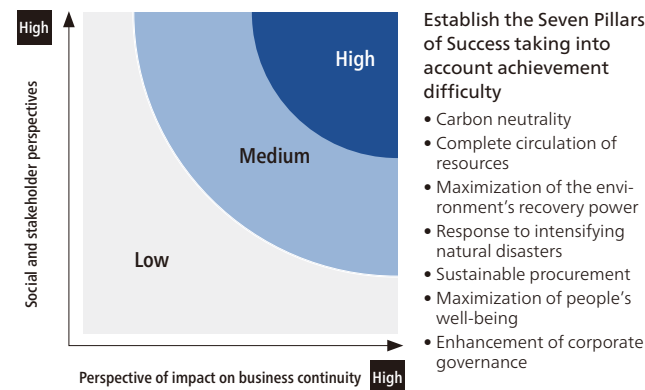 High
Social and stakeholder perspectives
High
Medium
Low
Perspective of impact on business continuity
High
Establish the Seven Pillars
of Success taking into
account achievement
difficulty
• Carbon neutrality
• Complete circulation of
resources
• Maximization of the envi-
ronment's recovery power
• Response to intensifying
natural disasters
• Sustainable procurement
• Maximization of people's
well-being
• Enhancement of corporate
governance